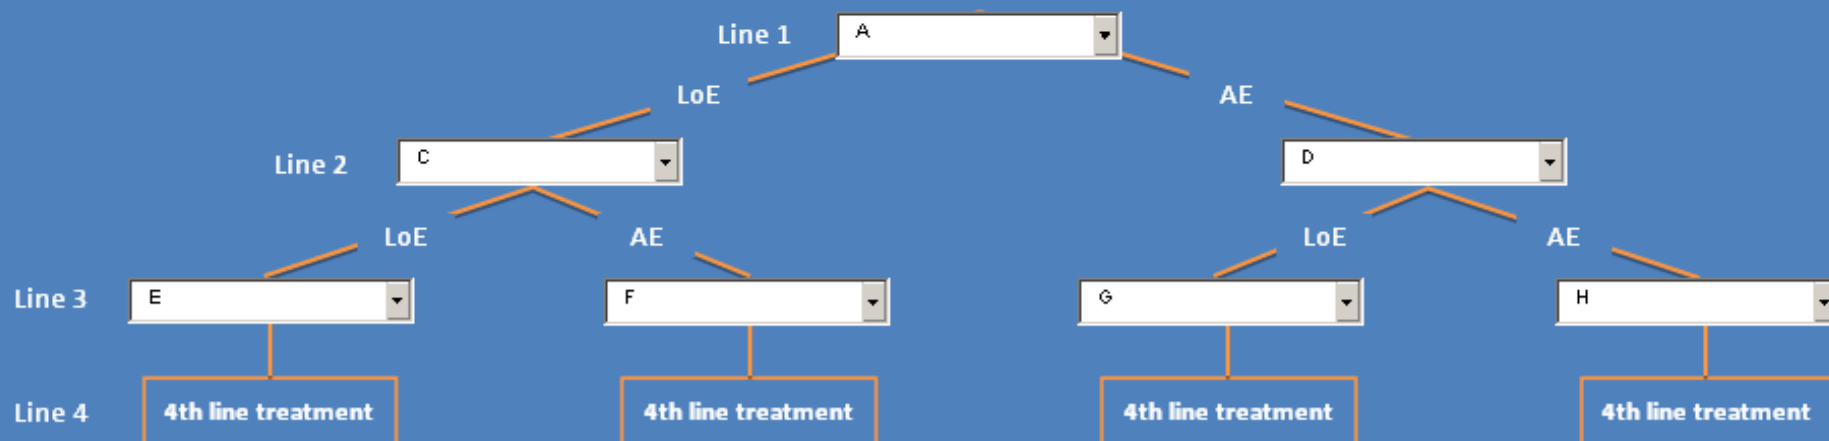 Line 1 A
LoE AE
Line 2 C D
LoE AE LoE AE
Line 3 E F G H
Line 4 4th line treatment 4th line treatment 4th line treatment 4th line treatment